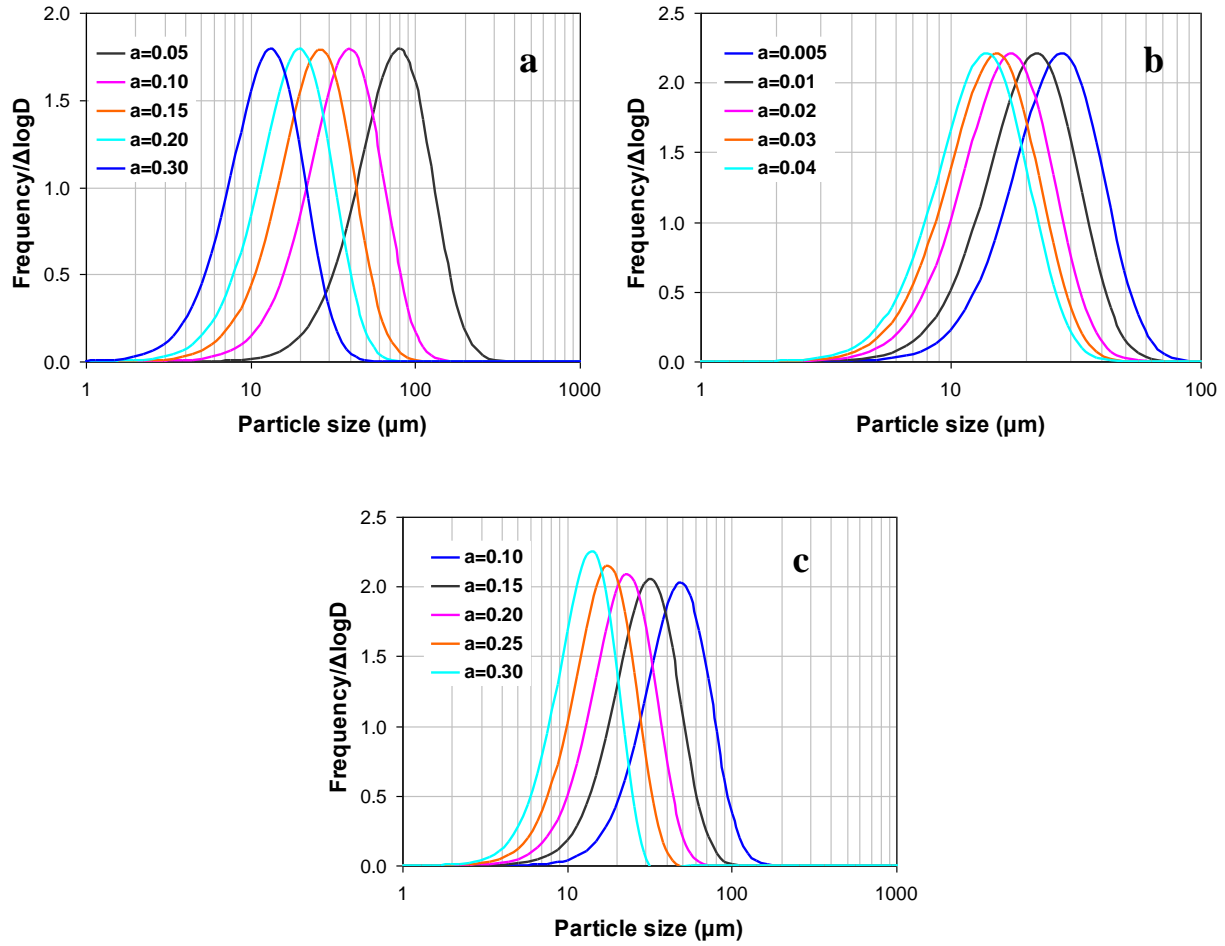 a
Frequency/ΔlogD
2.0
1.5
1.0
0.5
0.0
a=0.05
a=0.10
a=0.15
a=0.20
a=0.30
1 10 100 1000
Particle size (µm)
b
Frequency/ΔlogD
2.5
2.0
1.5
1.0
0.5
0.0
a=0.005
a=0.01
a=0.02
a=0.03
a=0.04
1 10 100
Particle size (µm)
c
Frequency/ΔlogD
2.5
2.0
1.5
1.0
0.5
0.0
a=0.10
a=0.15
a=0.20
a=0.25
a=0.30
1 10 100 1000
Particle size (µm)